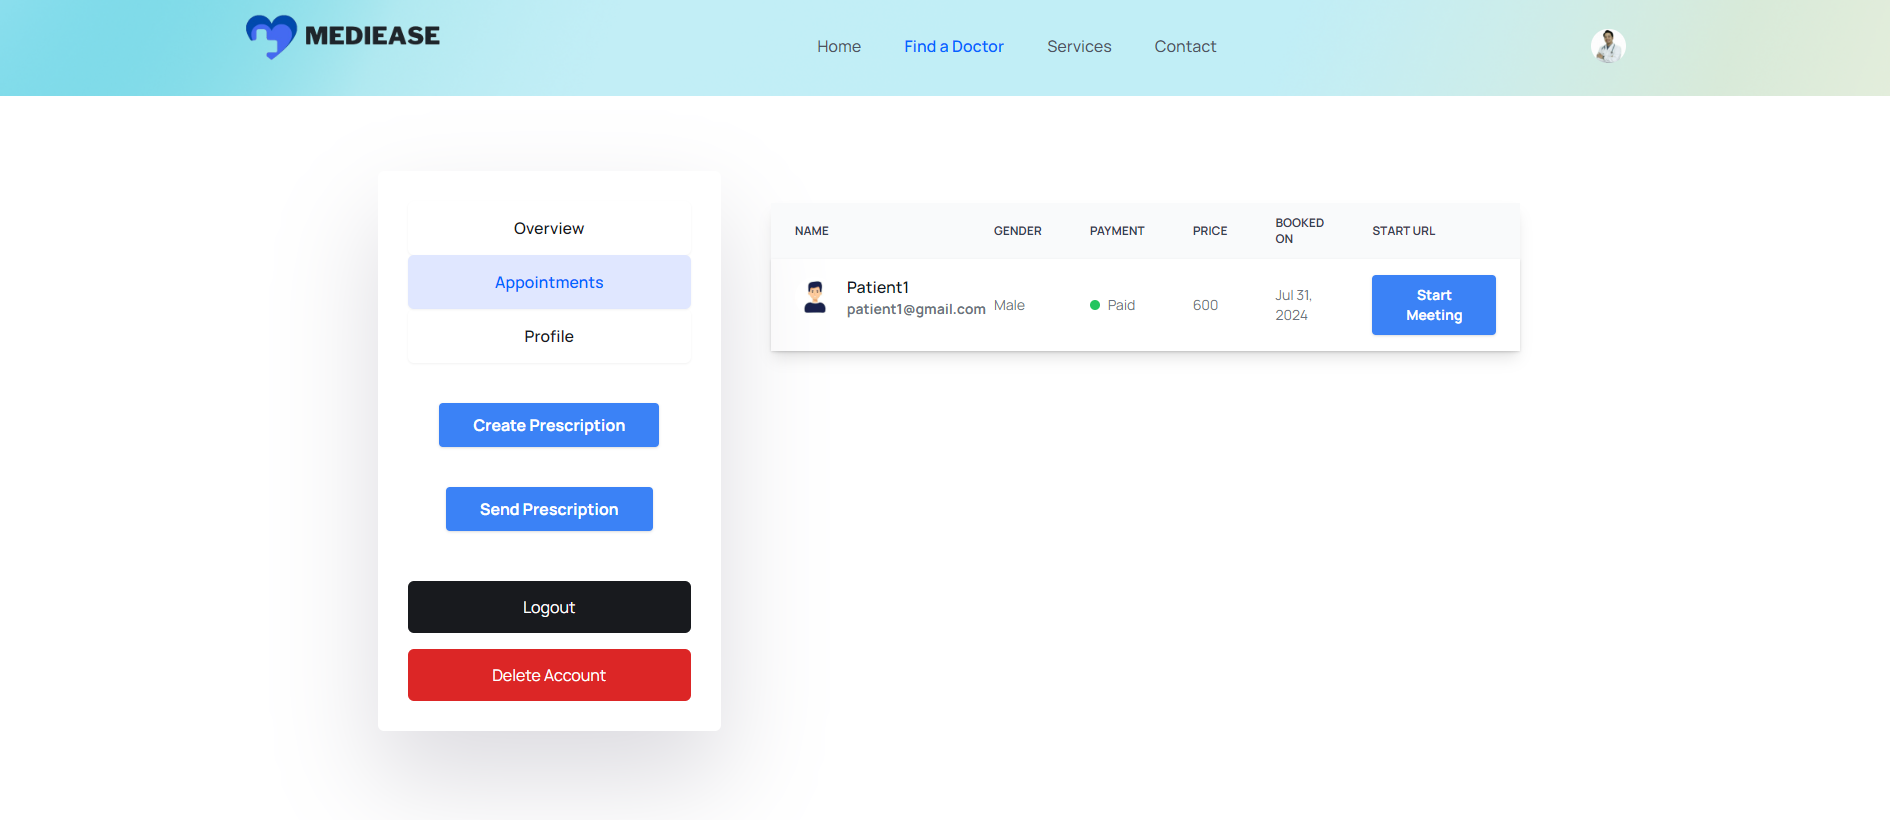 MEDIEASE
Home Find a Doctor Services Contact
Overview
Appointments
Profile
Create Prescription
Send Prescription
Logout
Delete Account
NAME GENDER PAYMENT PRICE BOOKED ON START URL
Patient1
patient1@gmail.com Male Paid 600 Jul 31, 2024 Start Meeting